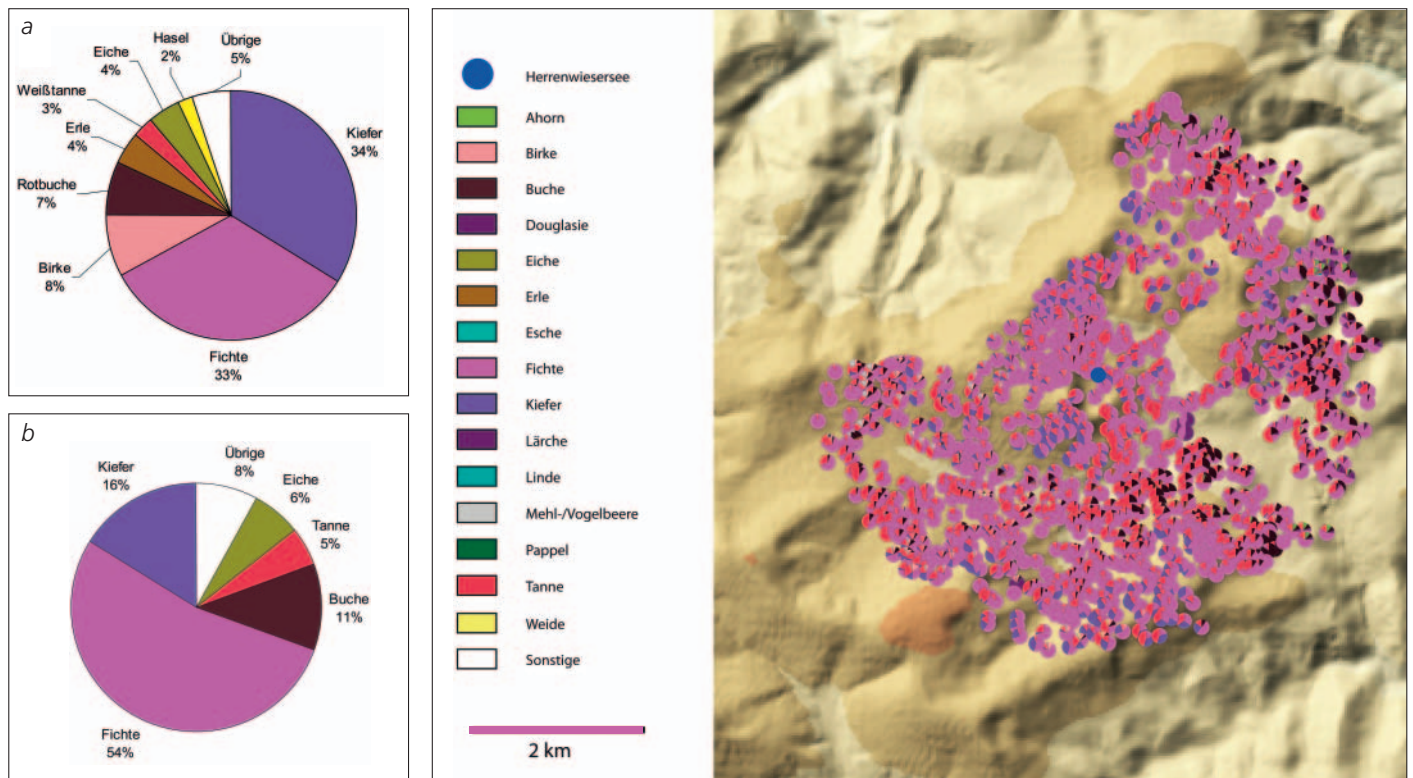 a
Hasel
2%
Übrige
5%
Eiche
4%
Weißtanne
3%
Erle
4%
Rotbuche
7%
Birke
8%
Fichte
33%
Kiefer
34%
b
Kiefer
16%
Übrige
8%
Eiche
6%
Tanne
5%
Buche
11%
Fichte
54%
Herrenwiesersee
Ahorn
Birke
Buche
Douglasie
Eiche
Erle
Esche
Fichte
Kiefer
Lärche
Linde
Mehl-/Vogelbeere
Pappel
Tanne
Weide
Sonstige
2 km